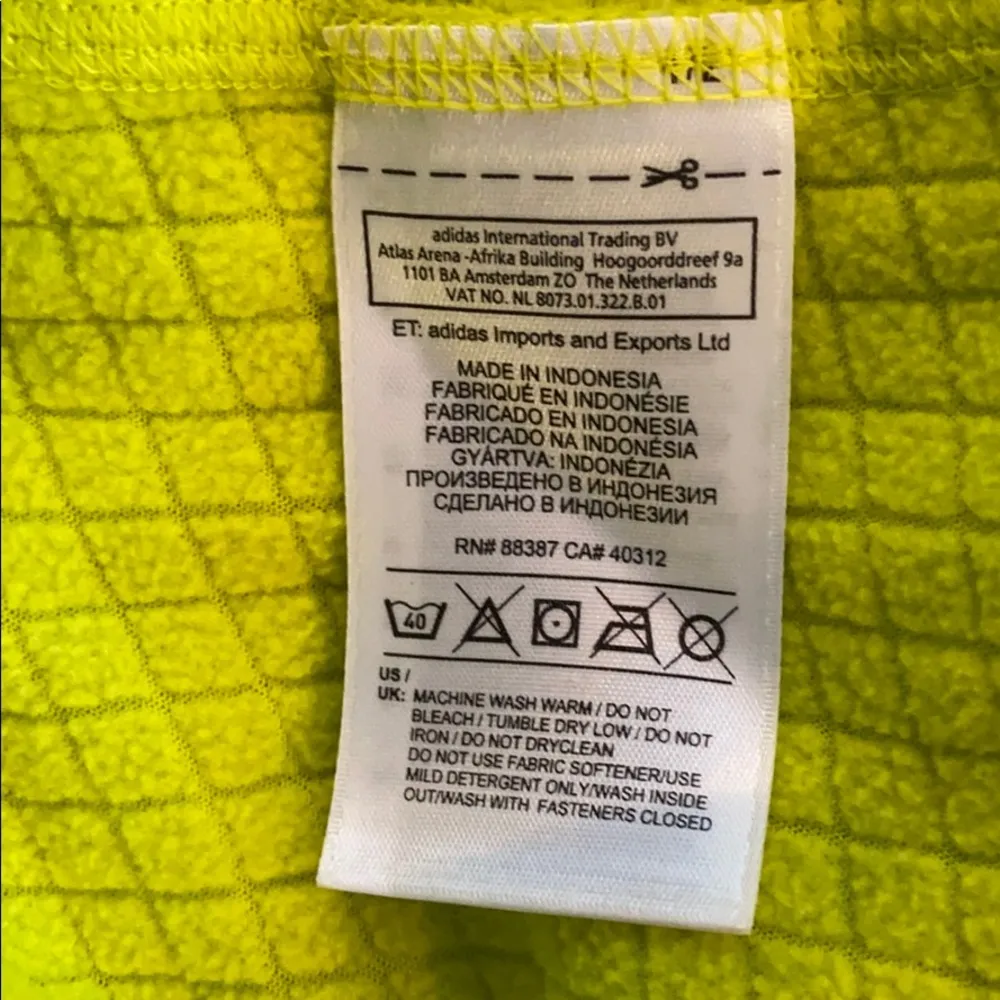 adidas International Trading BV
Atlas Arena -Afrika Building Hoogoorddreef 9a
1101 BA Amsterdam ZO The Netherlands
VAT NO. NL 8073.01.322.B.01
ET: adidas Imports and Exports Ltd
MADE IN INDONESIA
FABRIQUÉ EN INDONÉSIE
FABRICADO EN INDONESIA
FABRICADO NA INDONÉSIA
GYÁRTVA: INDONÉZIA
ПРОИЗВЕДЕНО В ИНДОНЕЗИЯ
СДЕЛАНО В ИНДОНЕЗИИ
RN# 88387 CA# 40312
40
US /
UK: MACHINE WASH WARM / DO NOT
BLEACH / TUMBLE DRY LOW / DO NOT
IRON / DO NOT DRYCLEAN
DO NOT USE FABRIC SOFTENER/USE
MILD DETERGENT ONLY/WASH INSIDE
OUT/WASH WITH FASTENERS CLOSED